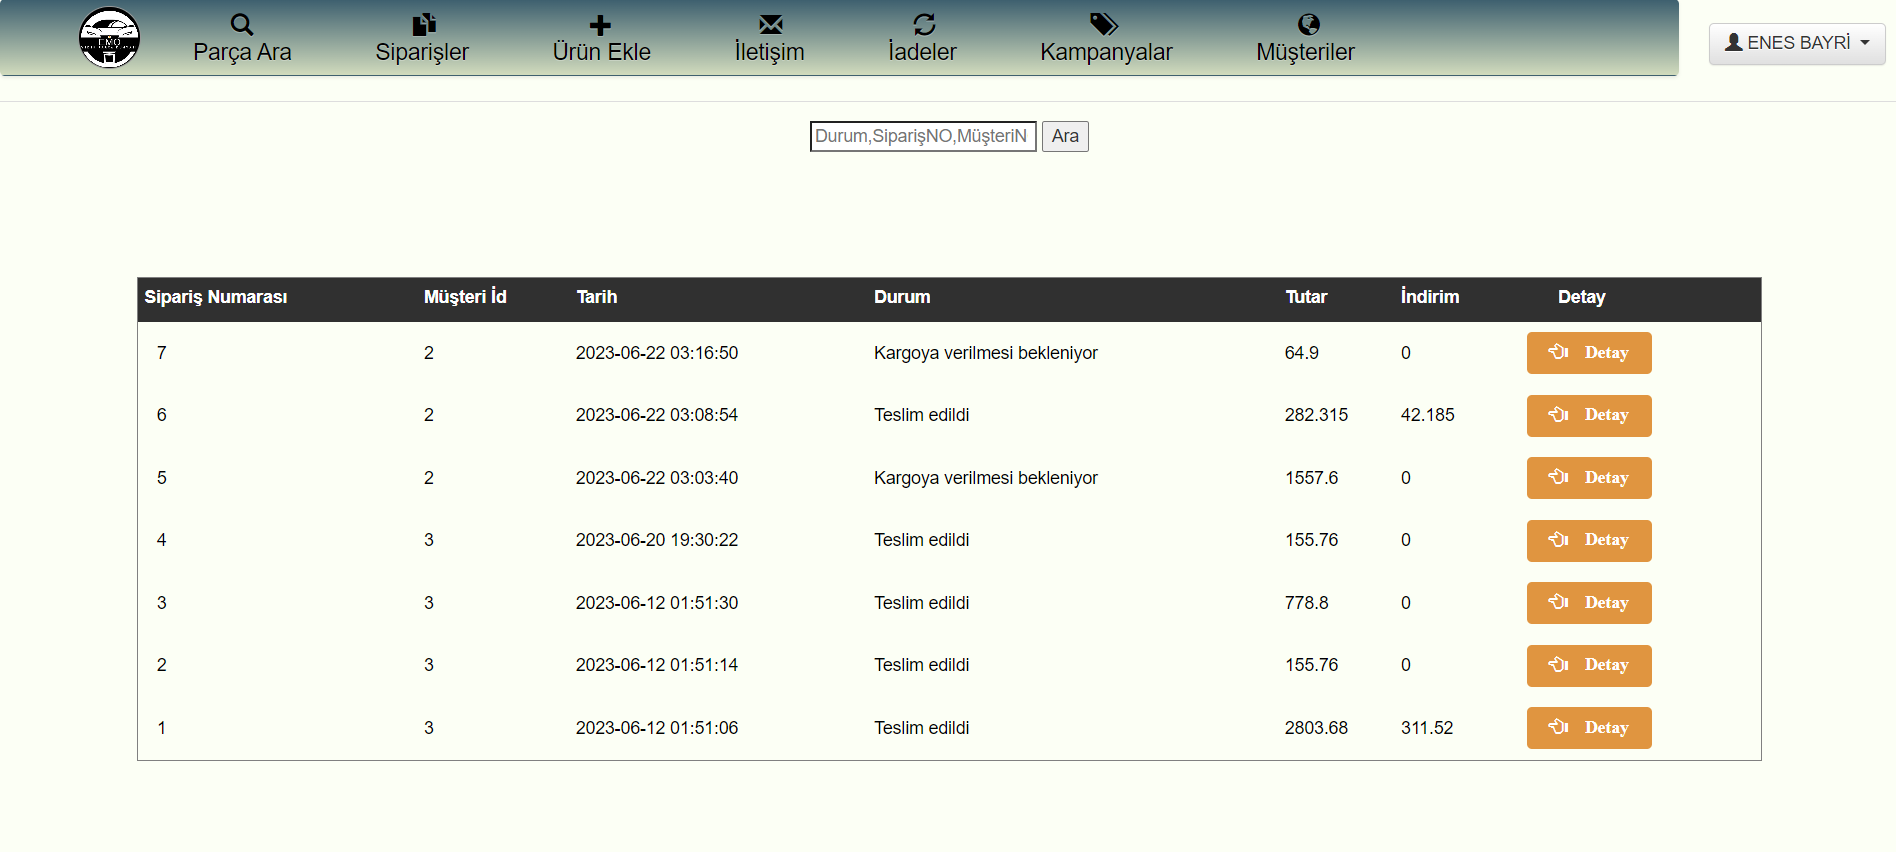 EMO
Parça Ara Siparişler Ürün Ekle İletişim İadeler Kampanyalar Müşteriler ENES BAYRİ
Durum,SiparişNO,MüşteriN Ara
Sipariş Numarası Müşteri İd Tarih Durum Tutar İndirim Detay
7 2 2023-06-22 03:16:50 Kargoya verilmesi bekleniyor 64.9 0 Detay
6 2 2023-06-22 03:08:54 Teslim edildi 282.315 42.185 Detay
5 2 2023-06-22 03:03:40 Kargoya verilmesi bekleniyor 1557.6 0 Detay
4 3 2023-06-20 19:30:22 Teslim edildi 155.76 0 Detay
3 3 2023-06-12 01:51:30 Teslim edildi 778.8 0 Detay
2 3 2023-06-12 01:51:14 Teslim edildi 155.76 0 Detay
1 3 2023-06-12 01:51:06 Teslim edildi 2803.68 311.52 Detay